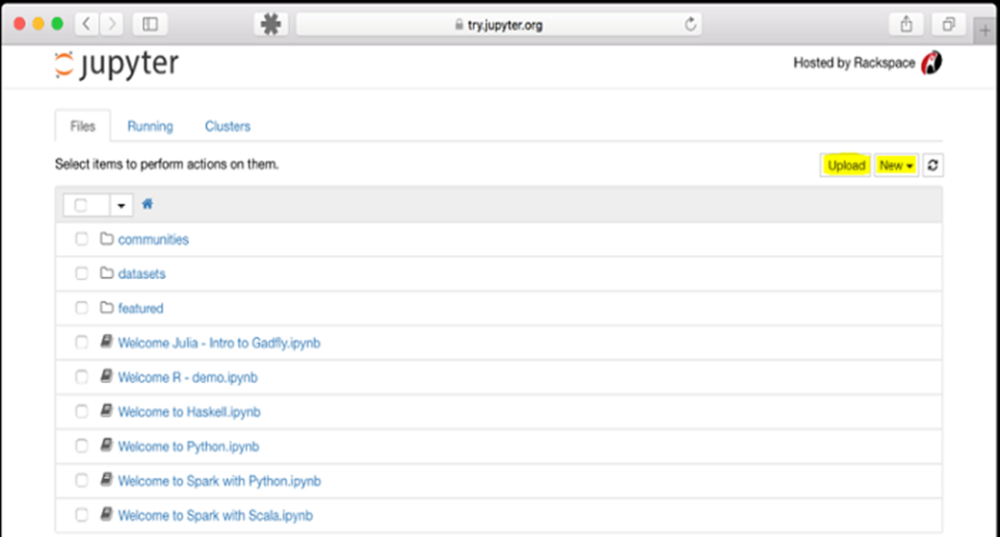 try.jupyter.org
jupyter
Hosted by Rackspace
Files Running Clusters
Select items to perform actions on them.
Upload New
communities
datasets
featured
Welcome Julia - Intro to Gadfly.ipynb
Welcome R - demo.ipynb
Welcome to Haskell.ipynb
Welcome to Python.ipynb
Welcome to Spark with Python.ipynb
Welcome to Spark with Scala.ipynb